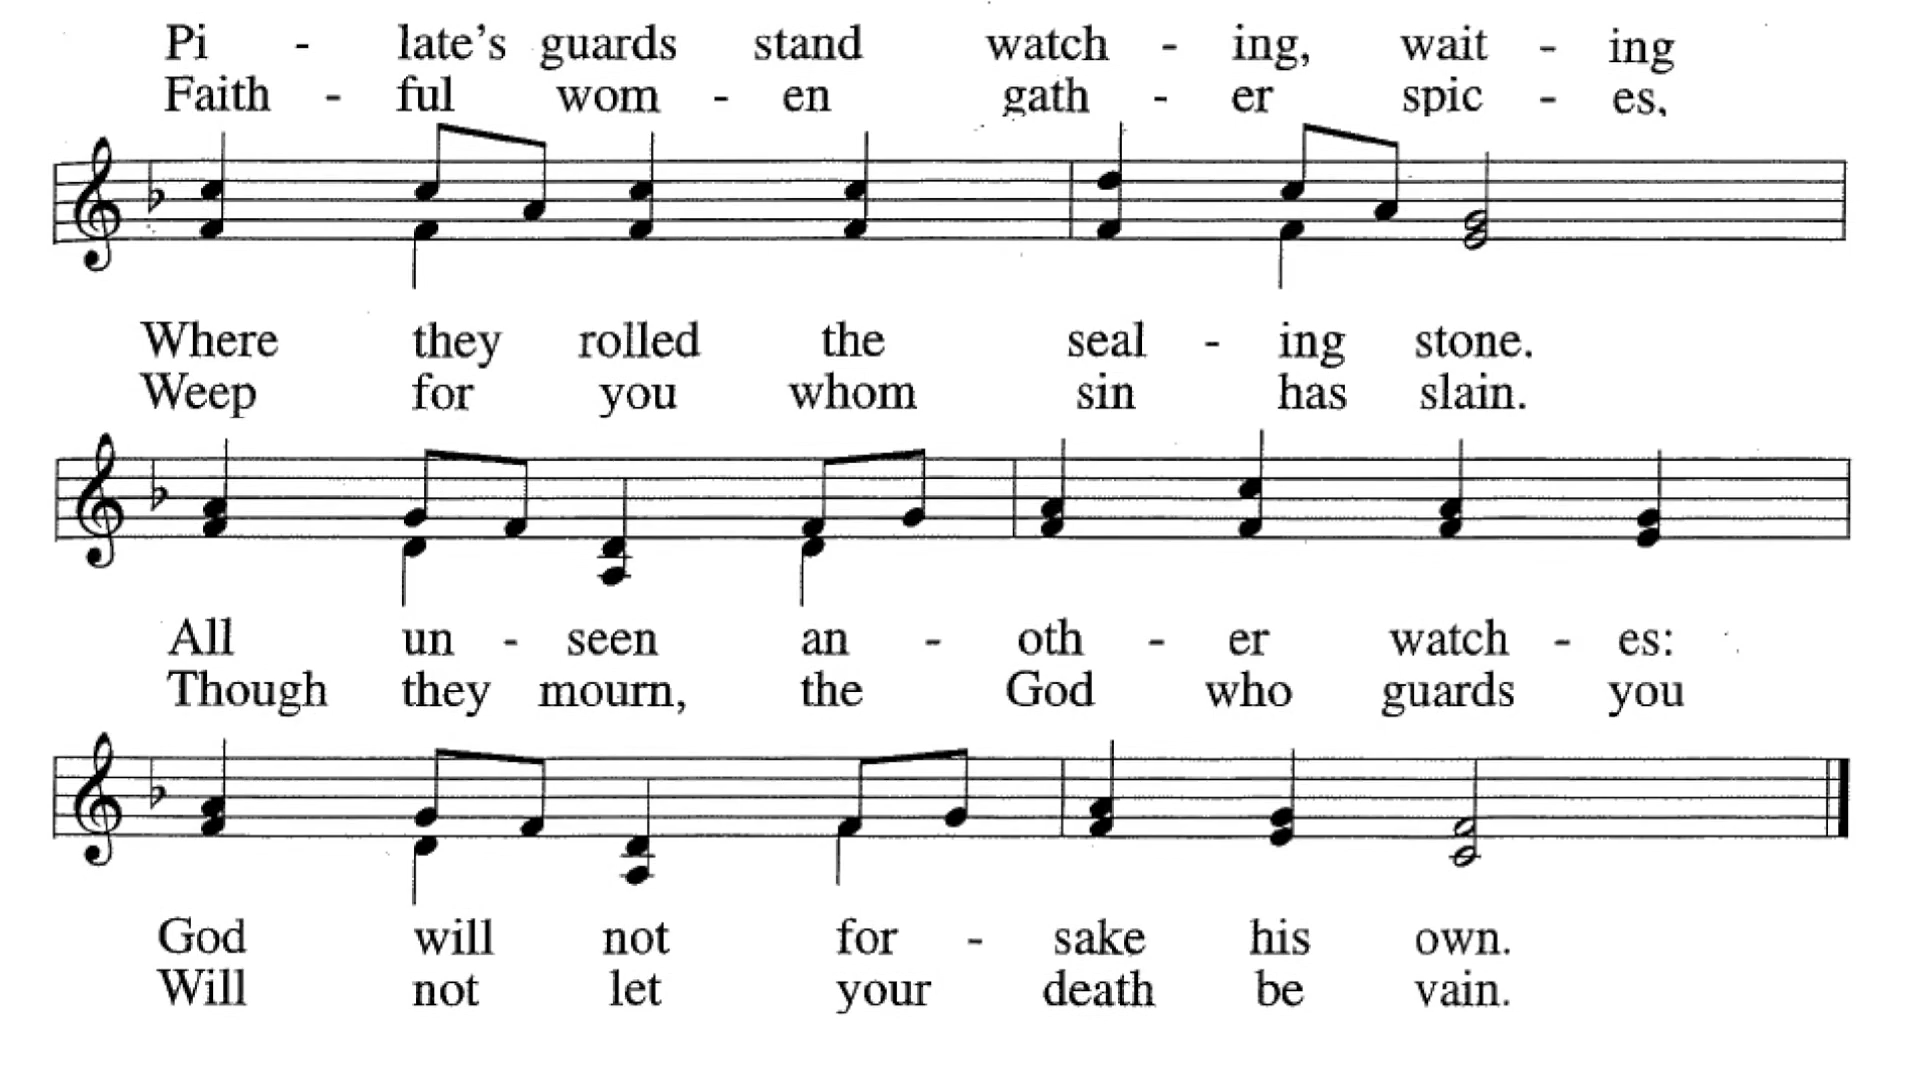 Pi - late's guards stand watch - ing, wait - ing
Faith - ful wom - en gath - er spic - es,
Where they rolled the seal - ing stone.
Weep for you whom sin has slain.
All un - seen an - oth - er watch - es:
Though they mourn, the God who guards you
God will not for - sake his own.
Will not let your death be vain.